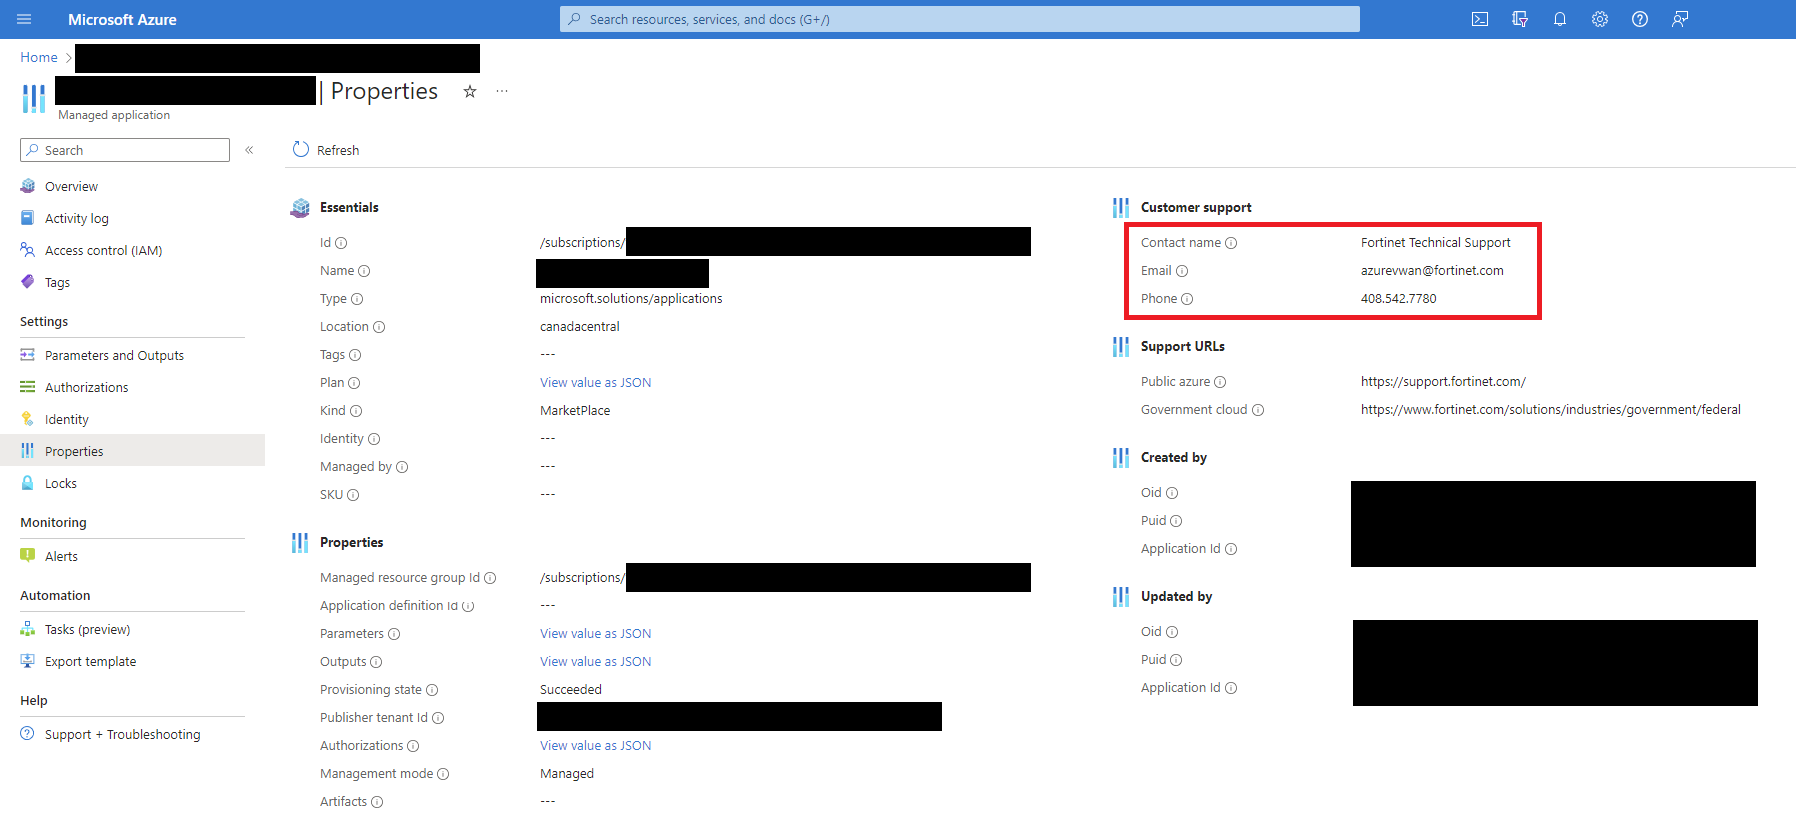 Microsoft Azure
Search resources, services, and docs (G+/)
Home >
| Properties ☆ ...
Managed application
Search «
Refresh
Overview
Activity log
Access control (IAM)
Tags
Settings
Parameters and Outputs
Authorizations
Identity
Properties
Locks
Monitoring
Alerts
Automation
Tasks (preview)
Export template
Help
Support + Troubleshooting
Essentials
Id /subscriptions/
Name
Type microsoft.solutions/applications
Location canadacentral
Tags ---
Plan View value as JSON
Kind MarketPlace
Identity ---
Managed by ---
SKU ---
Properties
Managed resource group Id /subscriptions/
Application definition Id ---
Parameters View value as JSON
Outputs View value as JSON
Provisioning state Succeeded
Publisher tenant Id
Authorizations View value as JSON
Management mode Managed
Artifacts ---
Customer support
Contact name Fortinet Technical Support
Email azurevwan@fortinet.com
Phone 408.542.7780
Support URLs
Public azure https://support.fortinet.com/
Government cloud https://www.fortinet.com/solutions/industries/government/federal
Created by
Oid
Puid
Application Id
Updated by
Oid
Puid
Application Id